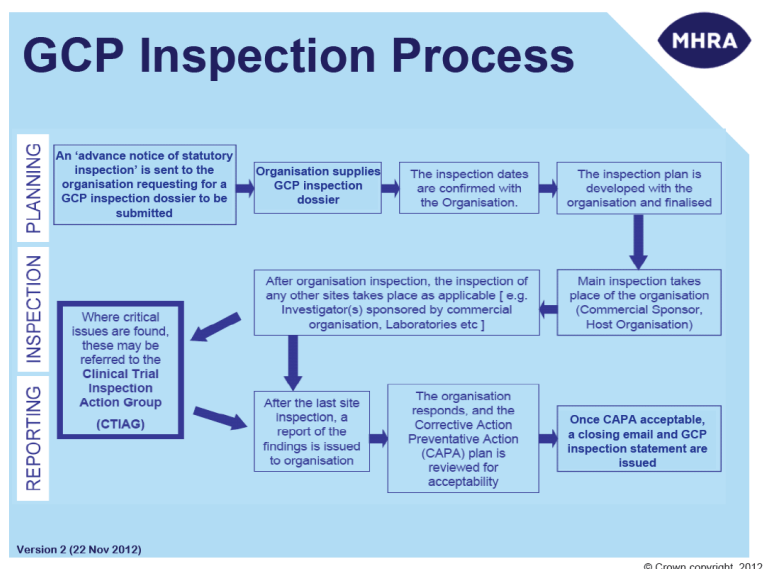 GCP Inspection Process
MHRA
PLANNING
An ‘advance notice of statutory
inspection’ is sent to the
organisation requesting for a
GCP inspection dossier to be
submitted
Organisation supplies
GCP inspection
dossier
The inspection dates
are confirmed with
the Organisation.
The inspection plan is
developed with the
organisation and finalised
INSPECTION
Main inspection takes
place of the organisation
(Commercial Sponsor,
Host Organisation)
After organisation inspection, the inspection of
any other sites takes place as applicable [ e.g.
Investigator(s) sponsored by commercial
organisation, Laboratories etc ]
Where critical
issues are found,
these may be
referred to the
Clinical Trial
Inspection
Action Group
(CTIAG)
REPORTING
After the last site
inspection, a
report of the
findings is issued
to organisation
The organisation
responds, and the
Corrective Action
Preventative Action
(CAPA) plan is
reviewed for
acceptability
Once CAPA acceptable,
a closing email and GCP
inspection statement are
issued
Version 2 (22 Nov 2012)
© Crown copyright 2012